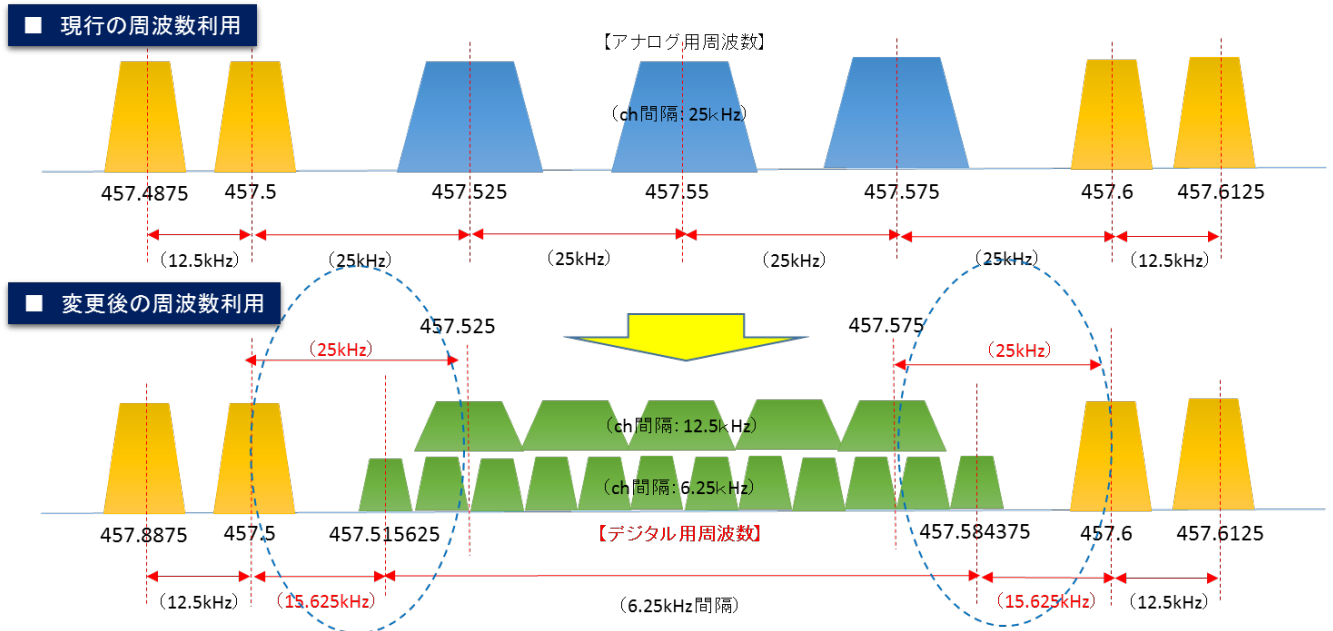 ■ 現行の周波数利用
【アナログ用周波数】
(ch間隔:25kHz)
457.4875 457.5 457.525 457.55 457.575 457.6 457.6125
(12.5kHz) (25kHz) (25kHz) (25kHz) (25kHz) (12.5kHz)
■ 変更後の周波数利用
457.525 457.575
(25kHz) (25kHz)
(ch間隔:12.5kHz)
(ch間隔:6.25kHz)
457.8875 457.5 457.515625 【デジタル用周波数】 457.584375 457.6 457.6125
(12.5kHz) (15.625kHz) (6.25kHz間隔) (15.625kHz) (12.5kHz)